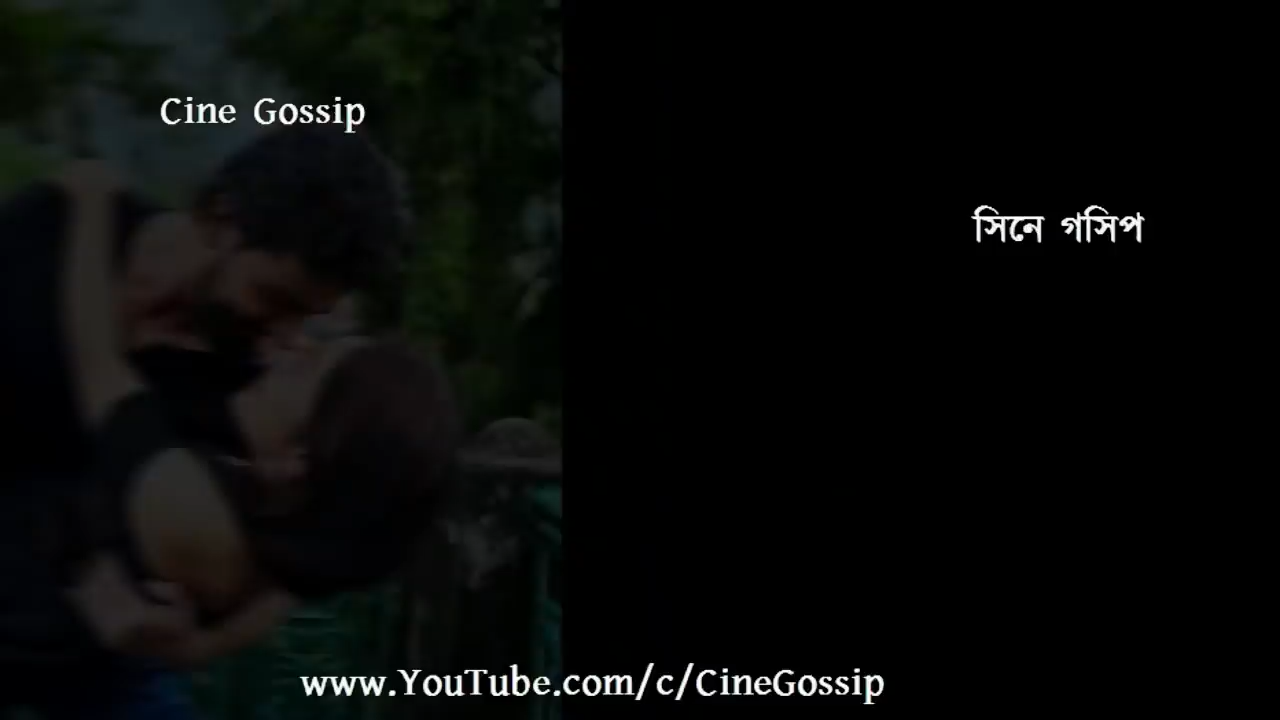 Cine Gossip
সিনে গসিপ
www.YouTube.com/c/CineGossip